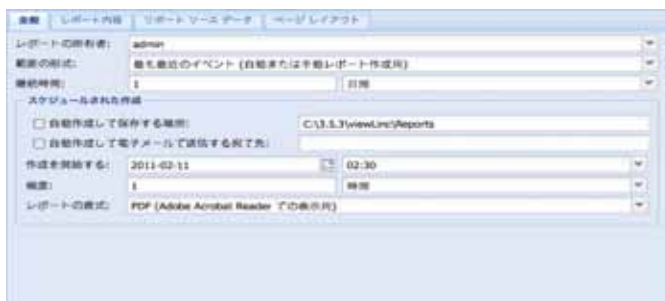 全般 レポート内容 レポート ソース データ ページ レイアウト
レポートの所有者: admin
範囲の形式: 最も最近のイベント (自動または手動レポート作成用)
継続時間: 1 日間
スケジュールされた作成
自動作成して保存する場所: C:\3.5.3\viewLinc\Reports
自動作成して電子メールで送信する宛て先:
作成を開始する: 2011-02-11 02:30
頻度: 1 時間
レポートの書式: PDF (Adobe Acrobat Reader での表示用)